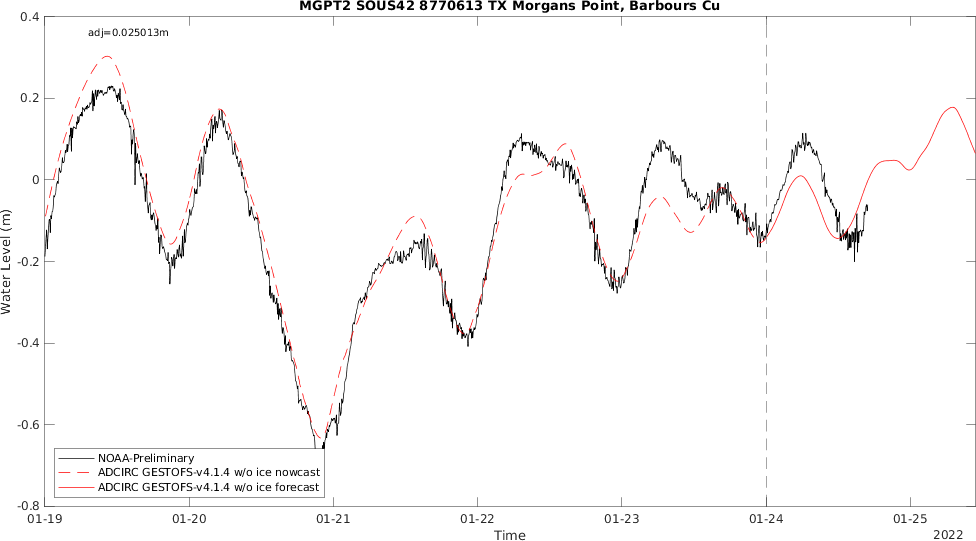 MGPT2 SOUS42 8770613 TX Morgans Point, Barbours Cu
adj=0.025013m
0.4
0.2
0
-0.2
-0.4
-0.6
-0.8
Water Level (m)
NOAA-Preliminary
ADCIRC GESTOFS-v4.1.4 w/o ice nowcast
ADCIRC GESTOFS-v4.1.4 w/o ice forecast
01-19 01-20 01-21 01-22 01-23 01-24 01-25
Time
2022